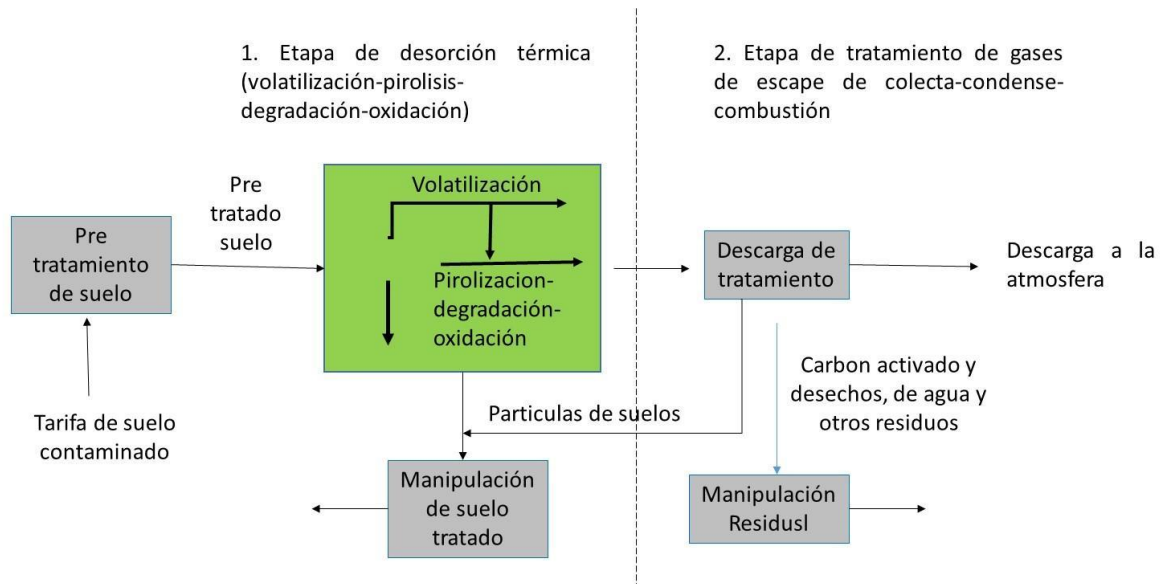 1. Etapa de desorción térmica
(volatilización-pirolisis-
degradación-oxidación)
2. Etapa de tratamiento de gases
de escape de colecta-condense-
combustión
Pre
tratamiento
de suelo
Pre
tratado
suelo
Volatilización
Pirolizacion-
degradación-
oxidación
Descarga de
tratamiento
Descarga a la
atmosfera
Tarifa de suelo
contaminado
Particulas de suelos
Carbon activado y
desechos, de agua y
otros residuos
Manipulación
de suelo
tratado
Manipulación
Residusl